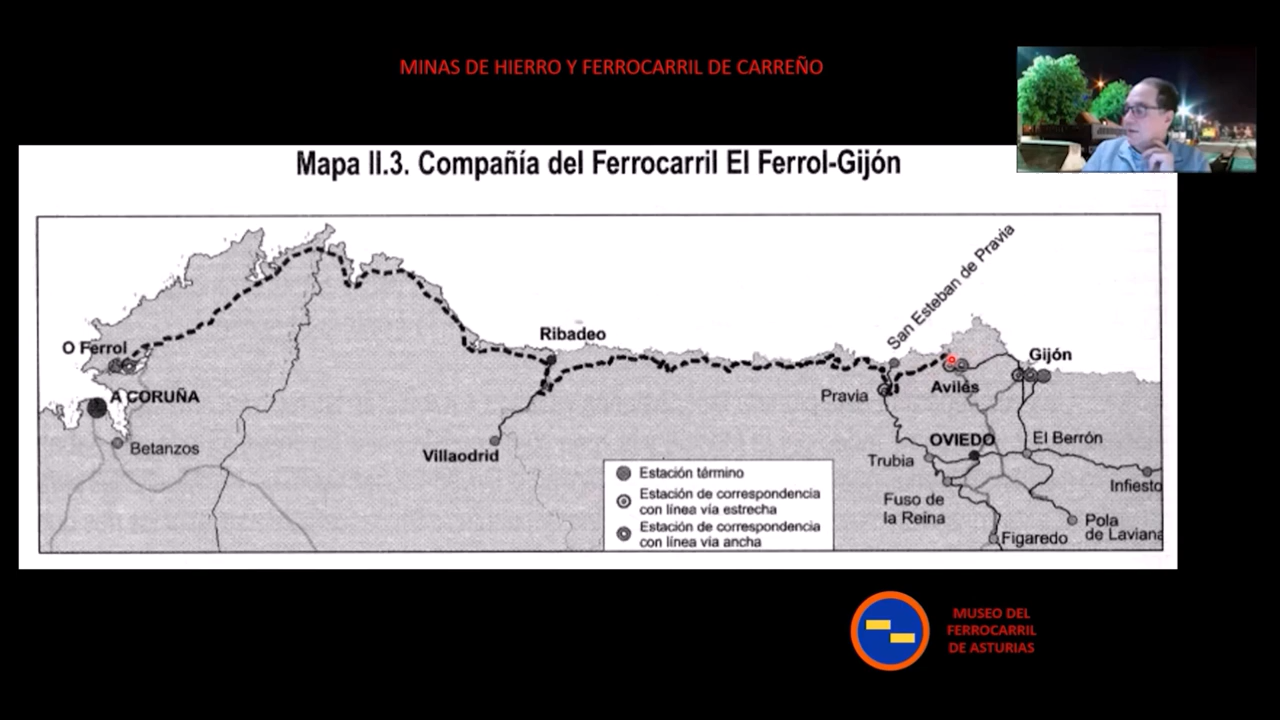 MINAS DE HIERRO Y FERROCARRIL DE CARREÑO
Mapa II.3. Compañía del Ferrocarril El Ferrol-Gijón
San Esteban de Pravia
O Ferrol
Ribadeo
Gijón
A CORUÑA
Pravia
Avilés
Betanzos
Villaodrid
OVIEDO
El Berrón
Trubia
Infiesto
Fuso de
la Reina
Pola
de Laviana
Figaredo
Estación término
Estación de correspondencia
con línea vía estrecha
Estación de correspondencia
con línea vía ancha
MUSEO DEL
FERROCARRIL
DE ASTURIAS